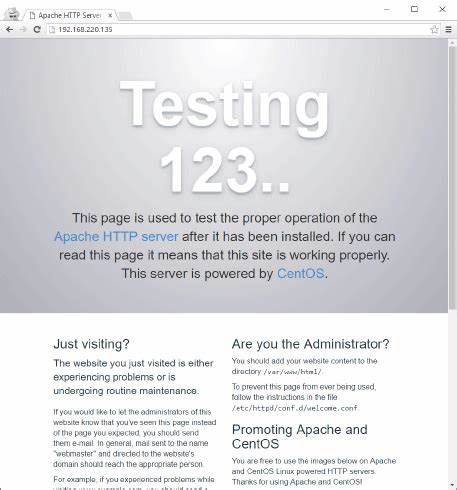 Apache HTTP Server
192.168.220.135
Testing
123..
This page is used to test the proper operation of the
Apache HTTP server after it has been installed. If you can
read this page it means that this site is working properly.
This server is powered by CentOS.
Just visiting?
The website you just visited is either
experiencing problems or is
undergoing routine maintenance.
If you would like to let the administrators of this
website know that you've seen this page instead
of the page you expected, you should send
them e-mail. In general, mail sent to the name
"webmaster" and directed to the website's
domain should reach the appropriate person.
For example, if you experienced problems while
Are you the Administrator?
You should add your website content to the
directory /var/www/html/.
To prevent this page from ever being used,
follow the instructions in the file
/etc/httpd/conf.d/welcome.conf.
Promoting Apache and
CentOS
You are free to use the images below on Apache
and CentOS Linux powered HTTP servers.
Thanks for using Apache and CentOS!